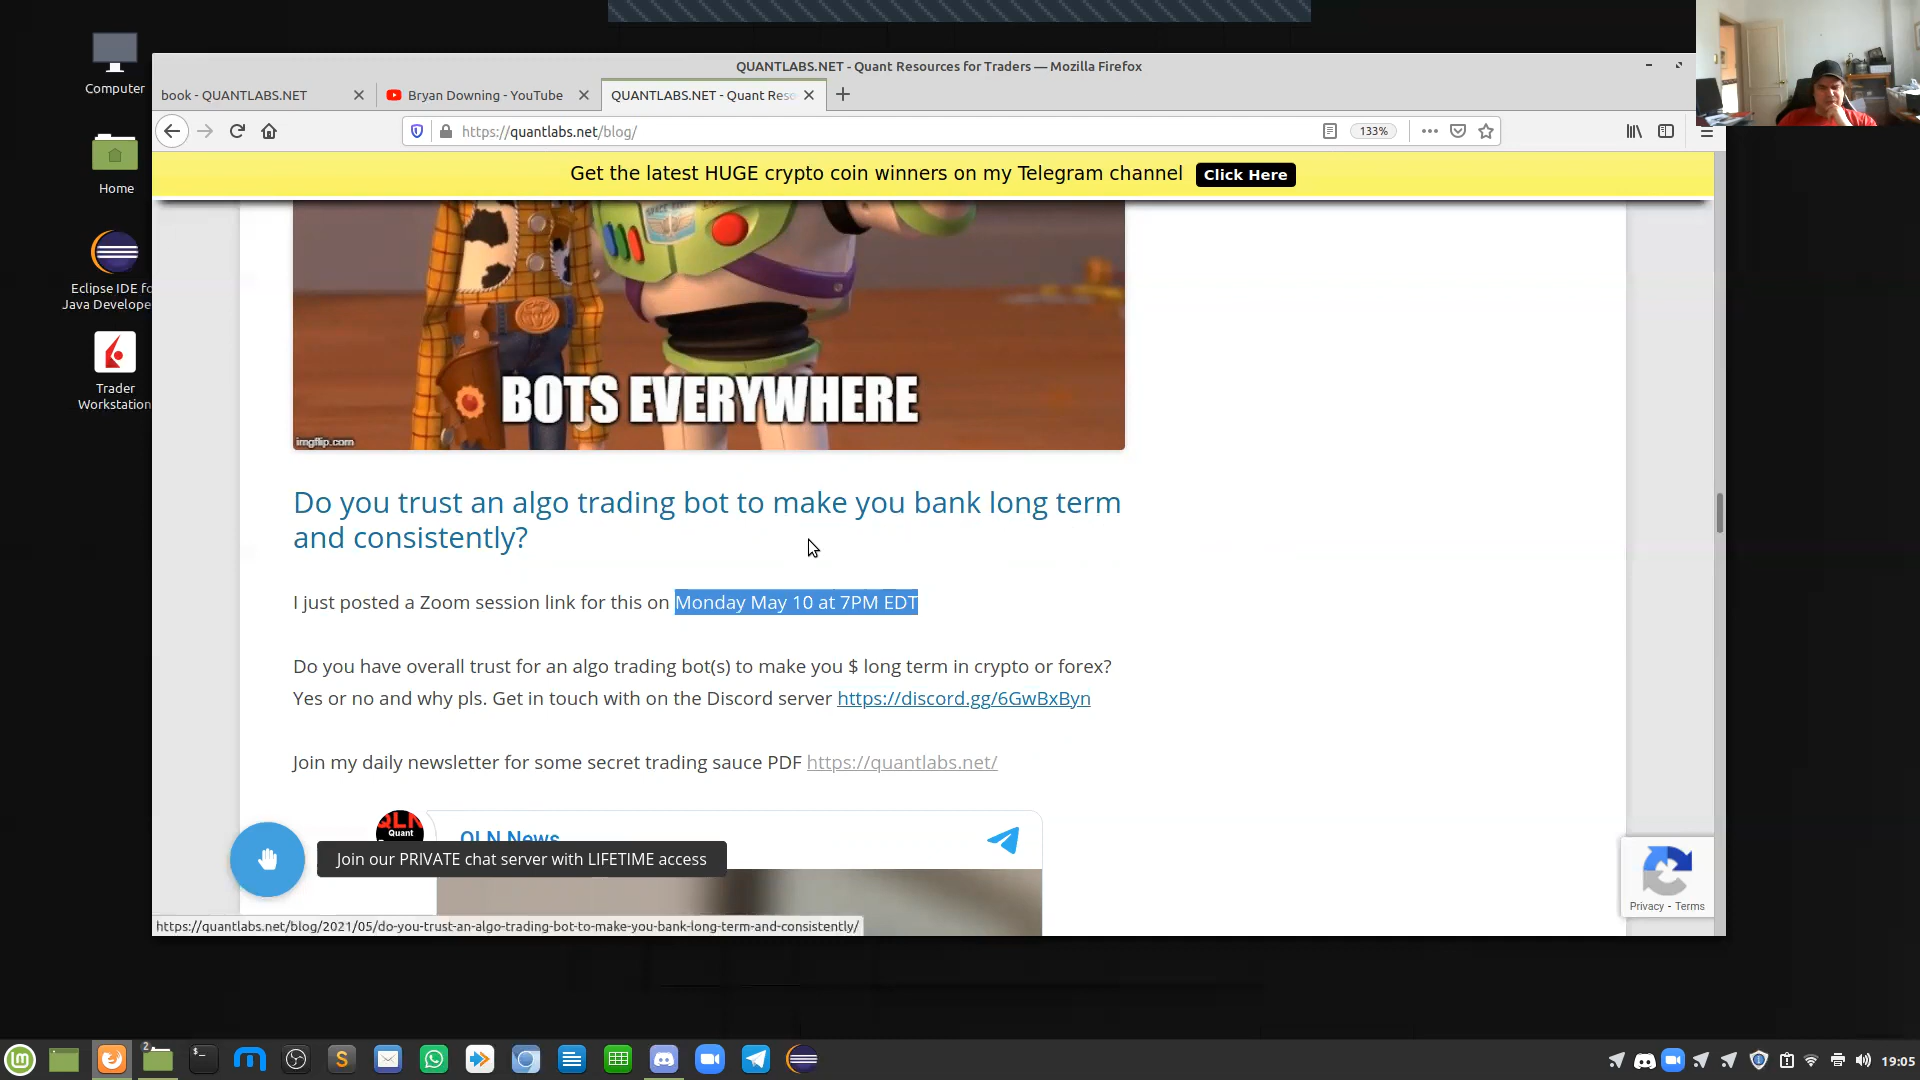 Computer
Home
Eclipse IDE fo
Java Develope
Trader
Workstation
QUANTLABS.NET - Quant Resources for Traders — Mozilla Firefox
book - QUANTLABS.NET
Bryan Downing - YouTube
QUANTLABS.NET - Quant Reso
https://quantlabs.net/blog/
133%
Get the latest HUGE crypto coin winners on my Telegram channel Click Here
SPACE RANGER
BOTS EVERYWHERE
imgflip.com
Do you trust an algo trading bot to make you bank long term
and consistently?
I just posted a Zoom session link for this on Monday May 10 at 7PM EDT
Do you have overall trust for an algo trading bot(s) to make you $ long term in crypto or forex?
Yes or no and why pls. Get in touch with on the Discord server https://discord.gg/6GwBxByn
Join my daily newsletter for some secret trading sauce PDF https://quantlabs.net/
QLN
Quant
QLN News
Join our PRIVATE chat server with LIFETIME access
Privacy - Terms
https://quantlabs.net/blog/2021/05/do-you-trust-an-algo-trading-bot-to-make-you-bank-long-term-and-consistently/
2
19:05